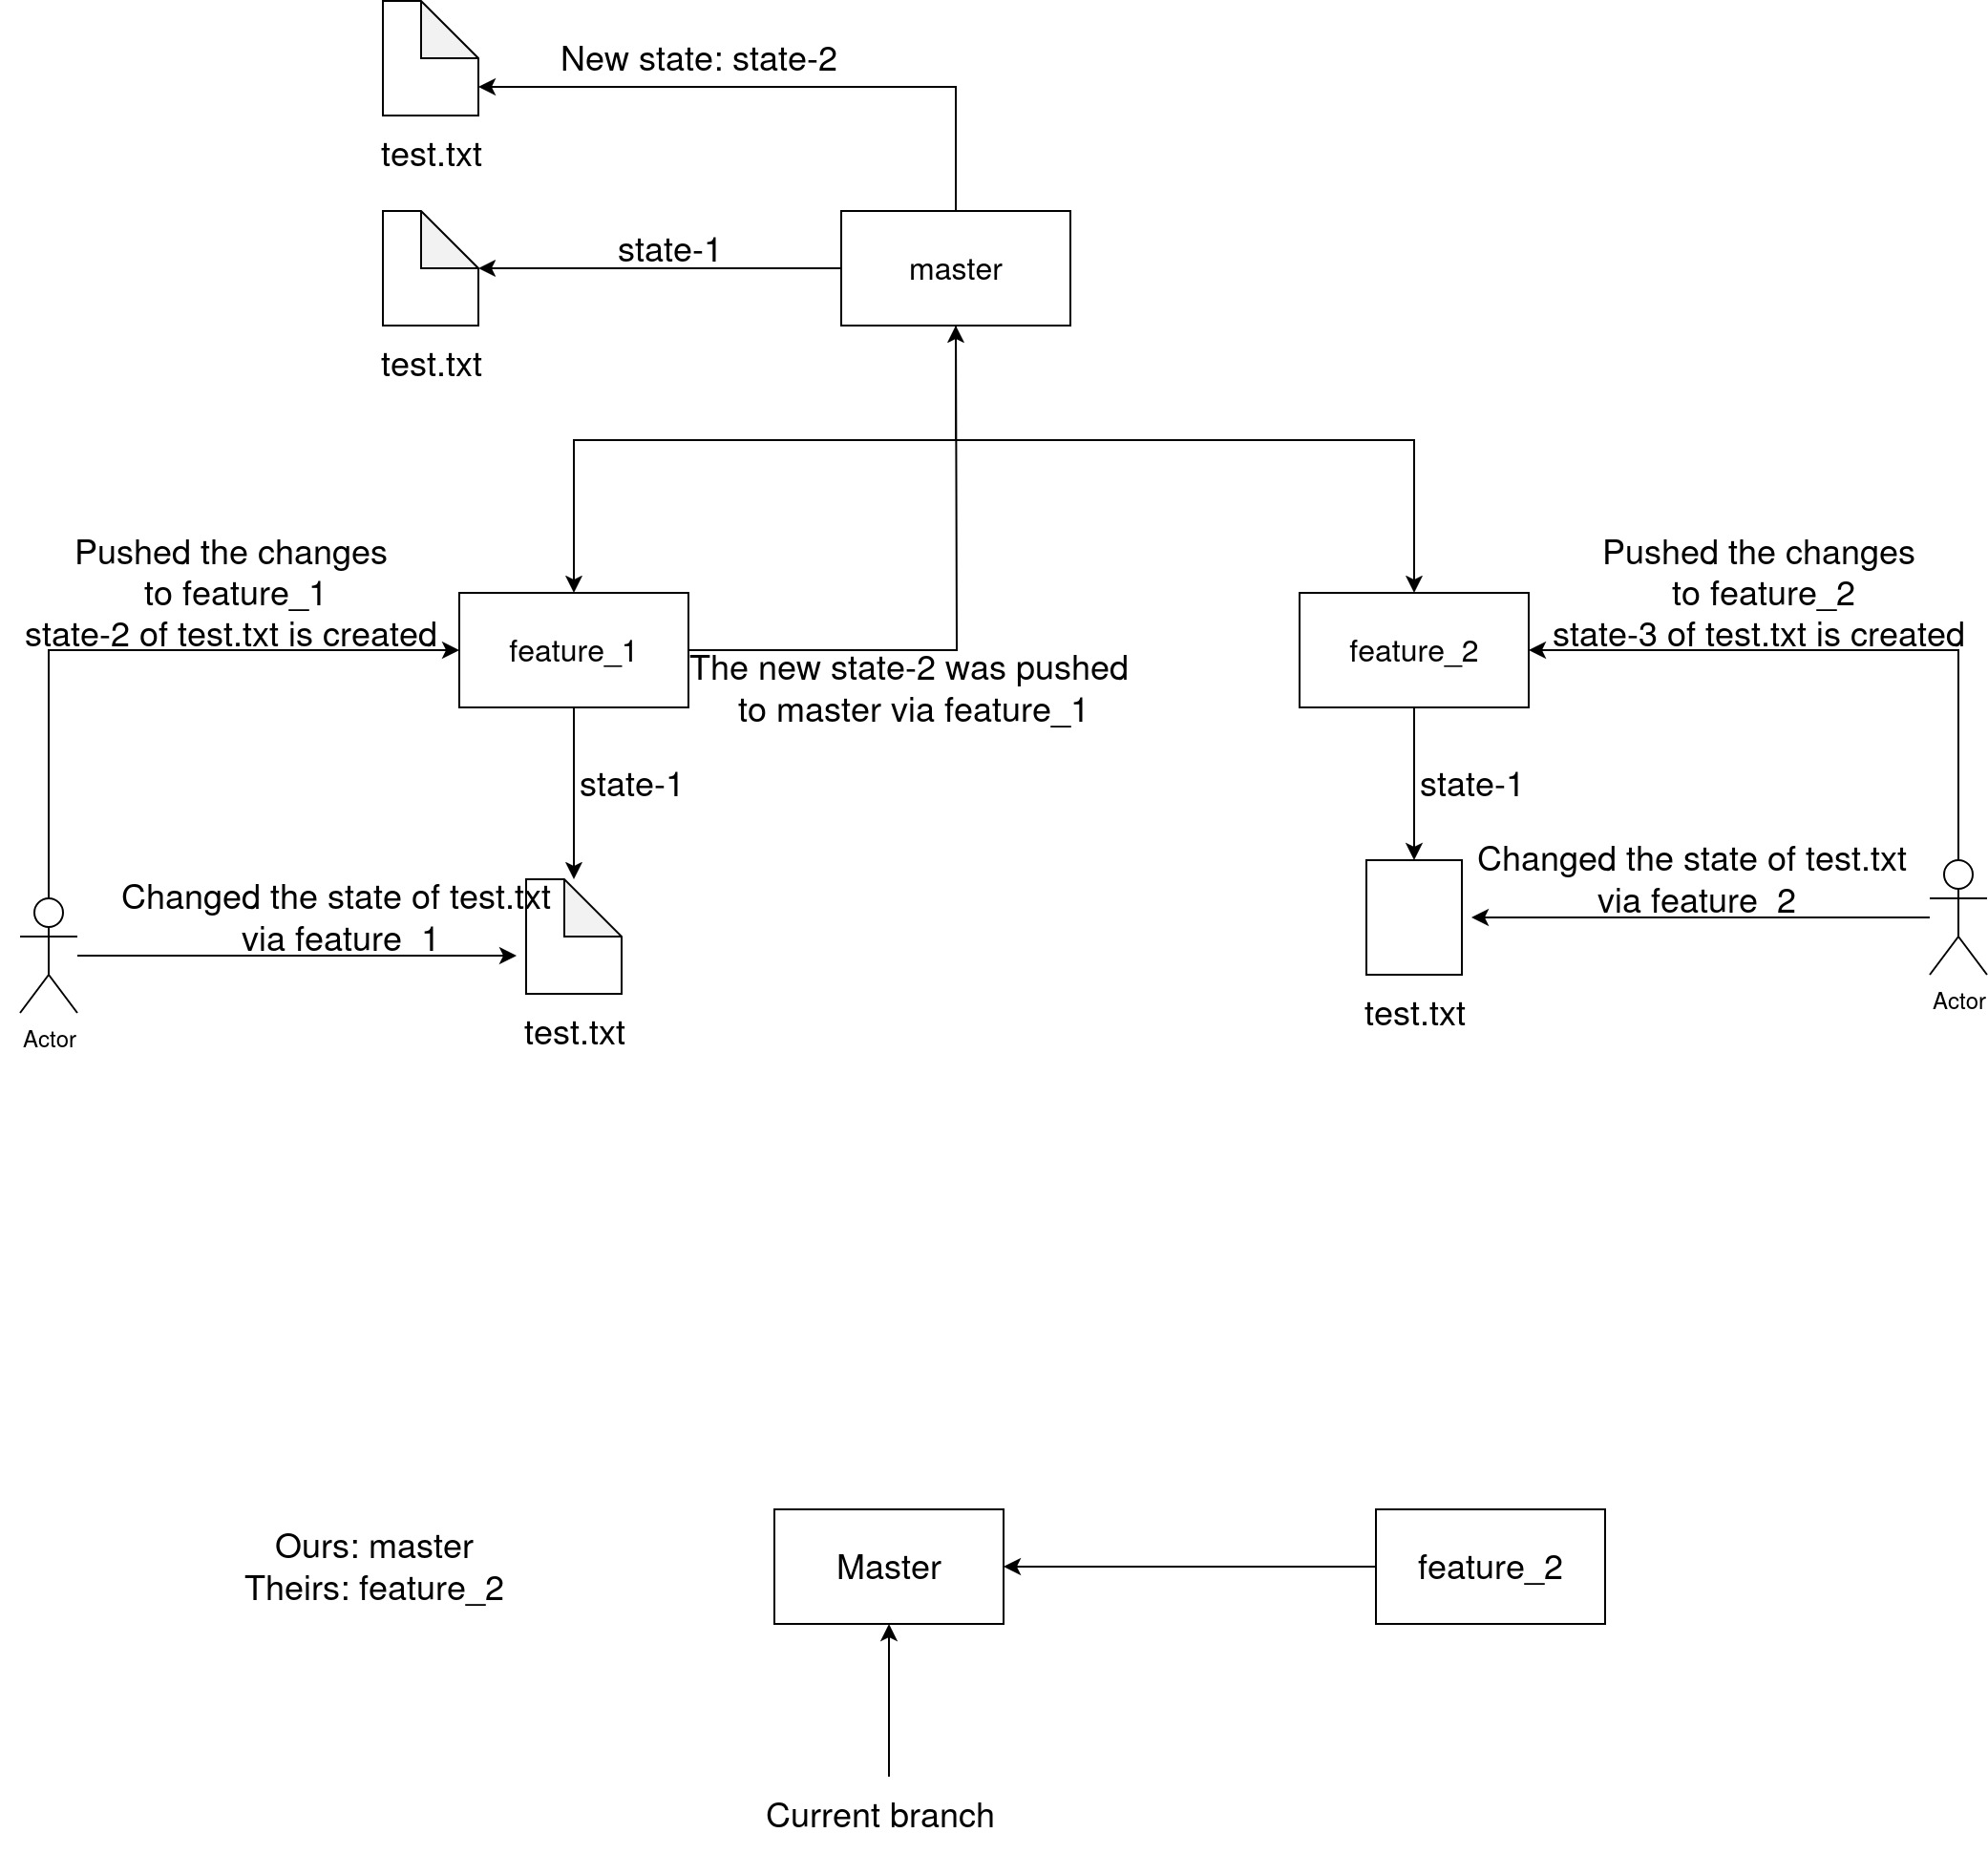 New state: state-2
test.txt
state-1
master
test.txt
Pushed the changes
to feature_1
state-2 of test.txt is created
Pushed the changes
to feature_2
state-3 of test.txt is created
feature_1
feature_2
The new state-2 was pushed
to master via feature_1
state-1
state-1
Changed the state of test.txt
via feature_2
Changed the state of test.txt
via feature_1
Actor
test.txt
test.txt
Actor
Ours: master
Theirs: feature_2
Master
feature_2
Current branch